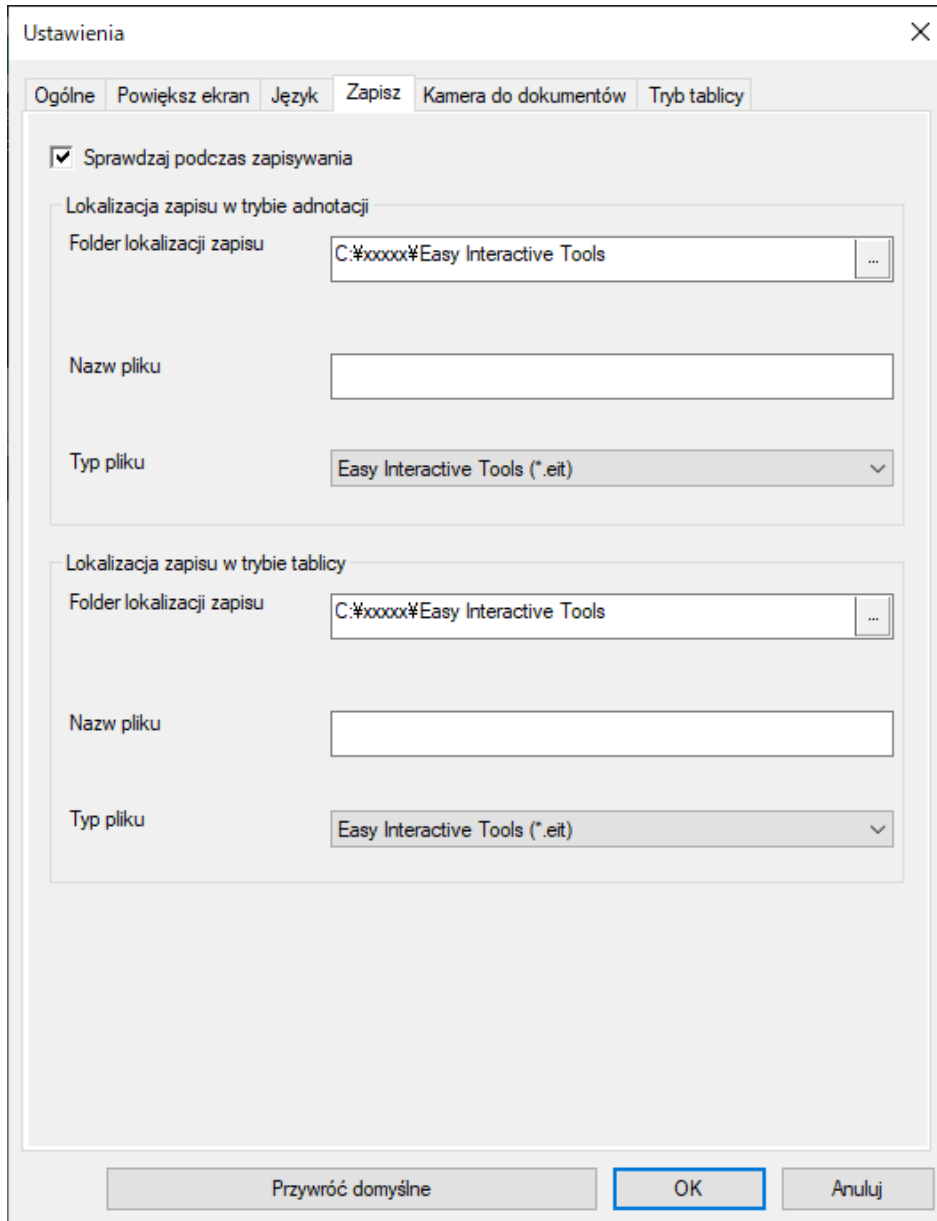 Ustawienia
Ogólne Powiększ ekran Język Zapisz Kamera do dokumentów Tryb tablicy
Sprawdzaj podczas zapisywania
Lokalizacja zapisu w trybie adnotacji
Folder lokalizacji zapisu C:¥xxxxx¥Easy Interactive Tools ...
Nazw pliku
Typ pliku Easy Interactive Tools (*.eit)
Lokalizacja zapisu w trybie tablicy
Folder lokalizacji zapisu C:¥xxxxx¥Easy Interactive Tools ...
Nazw pliku
Typ pliku Easy Interactive Tools (*.eit)
Przywróć domyślne OK Anuluj